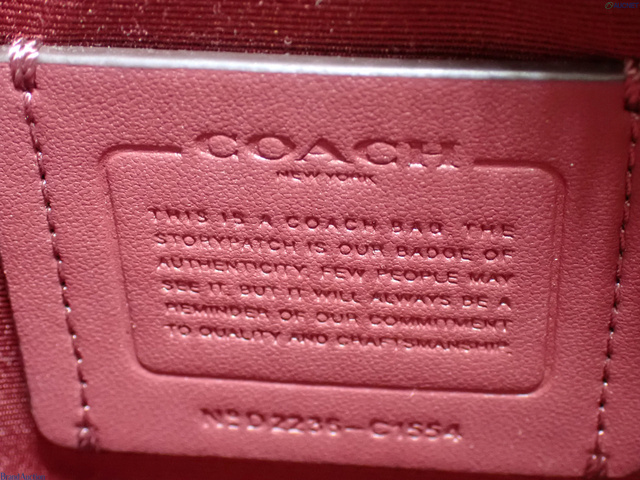 COACH
NEW YORK
THIS IS A COACH BAG. THE
STORYPATCH IS OUR BADGE OF
AUTHENTICITY. FEW PEOPLE MAY
SEE IT, BUT IT WILL ALWAYS BE A
REMINDER OF OUR COMMITMENT
TO QUALITY AND CRAFTSMANSHIP.
Nº D2236-C1554